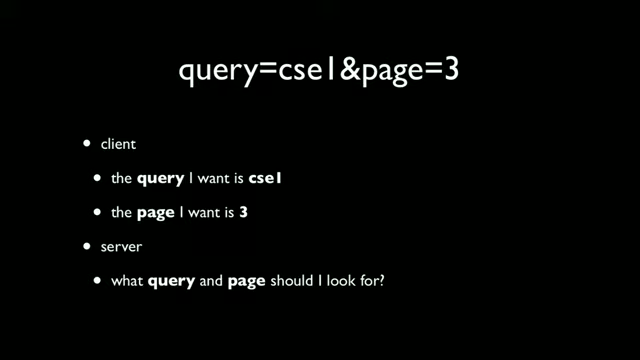 query=cse1&page=3
• client
• the query I want is cse1
• the page I want is 3
• server
• what query and page should I look for?